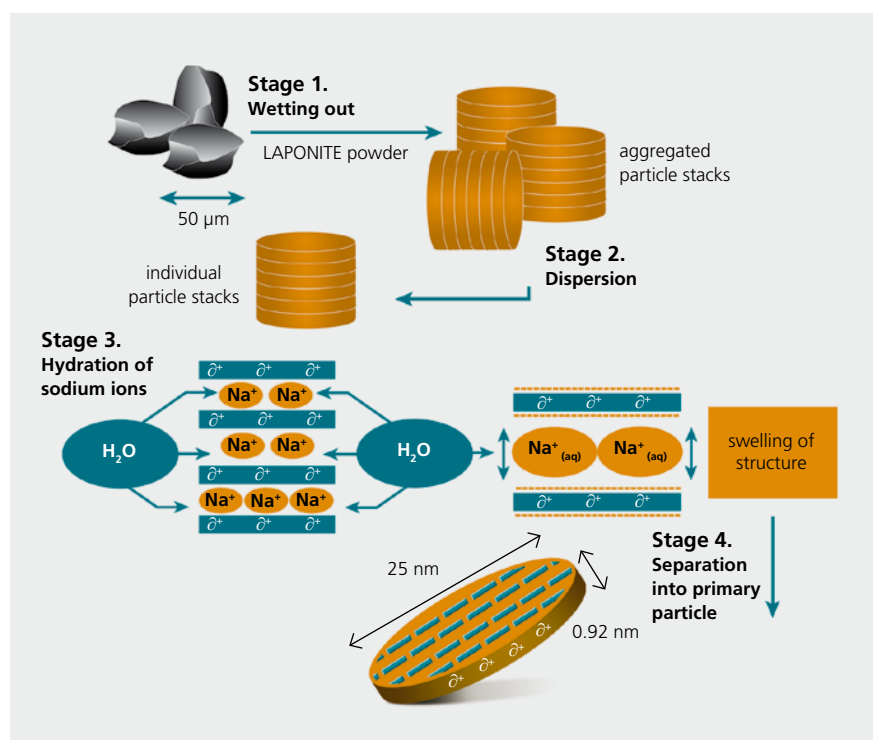 Stage 1.
Wetting out
LAPONITE powder
50 µm
aggregated
particle stacks
Stage 2.
Dispersion
individual
particle stacks
Stage 3.
Hydration of
sodium ions
∂+ ∂+ ∂+
Na+ Na+
∂+ ∂+ ∂+
H2O
Na+ Na+
H2O
∂+ ∂+ ∂+
Na+ Na+ Na+
∂+ ∂+ ∂+
∂+ ∂+ ∂+
Na+(aq) Na+(aq)
∂+ ∂+ ∂+
swelling of
structure
Stage 4.
Separation
into primary
particle
25 nm
0.92 nm
∂+ ∂+ ∂+ ∂+